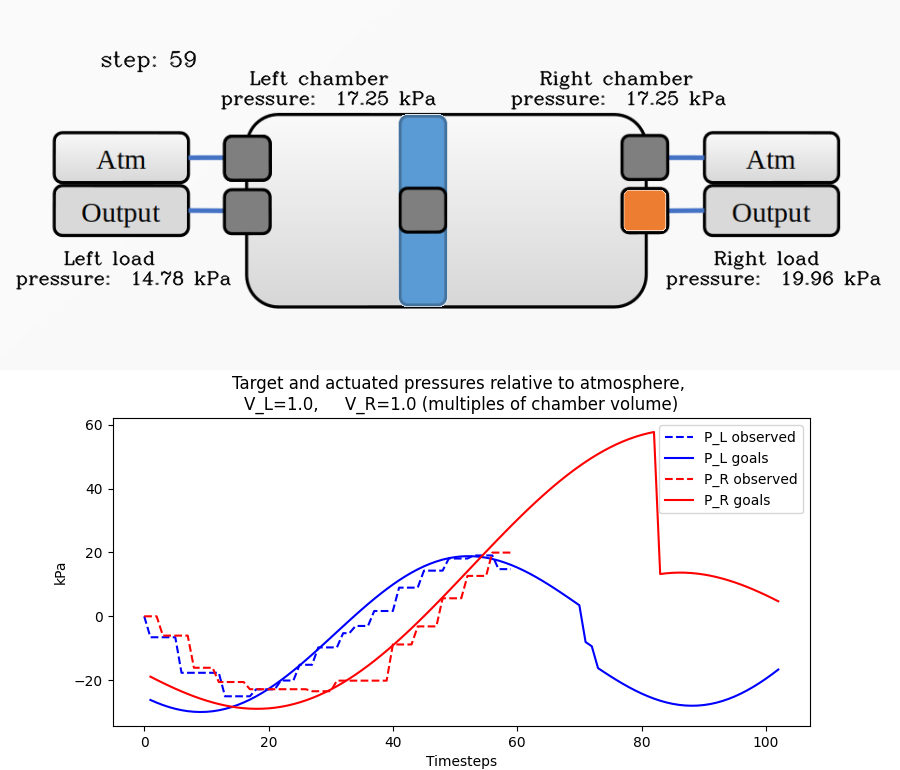 step: 59
Left chamber
pressure: 17.25 kPa
Right chamber
pressure: 17.25 kPa
Atm
Output
Atm
Output
Left load
pressure: 14.78 kPa
Right load
pressure: 19.96 kPa
Target and actuated pressures relative to atmosphere,
V_L=1.0, V_R=1.0 (multiples of chamber volume)
60
40
20
0
−20
kPa
P_L observed
P_L goals
P_R observed
P_R goals
0 20 40 60 80 100
Timesteps